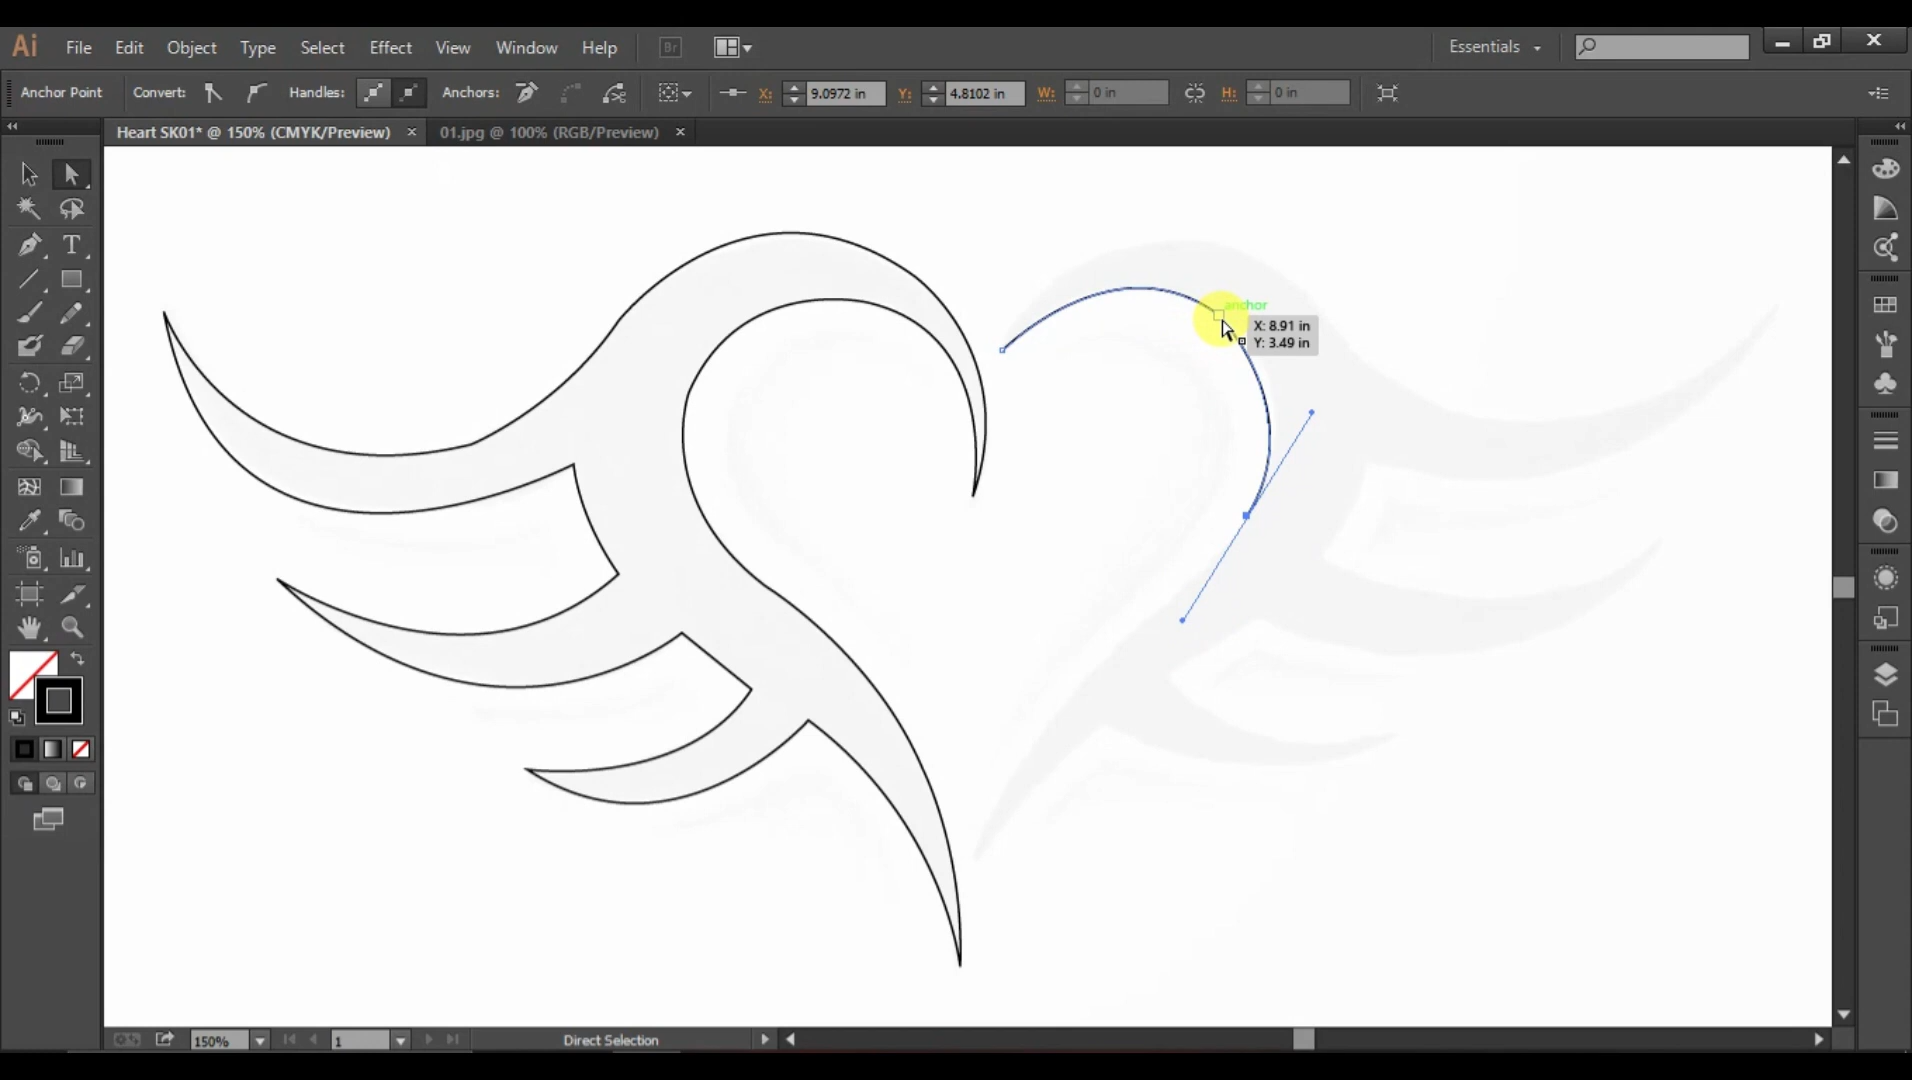 Ai File Edit Object Type Select Effect View Window Help Br Essentials
Anchor Point Convert: Handles: Anchors: X: 9.0972 in Y: 4.8102 in W: 0 in H: 0 in
Heart SK01* @ 150% (CMYK/Preview) × 01.jpg @ 100% (RGB/Preview) ×
T
anchor
X: 8.91 in
Y: 3.49 in
150% 1 Direct Selection